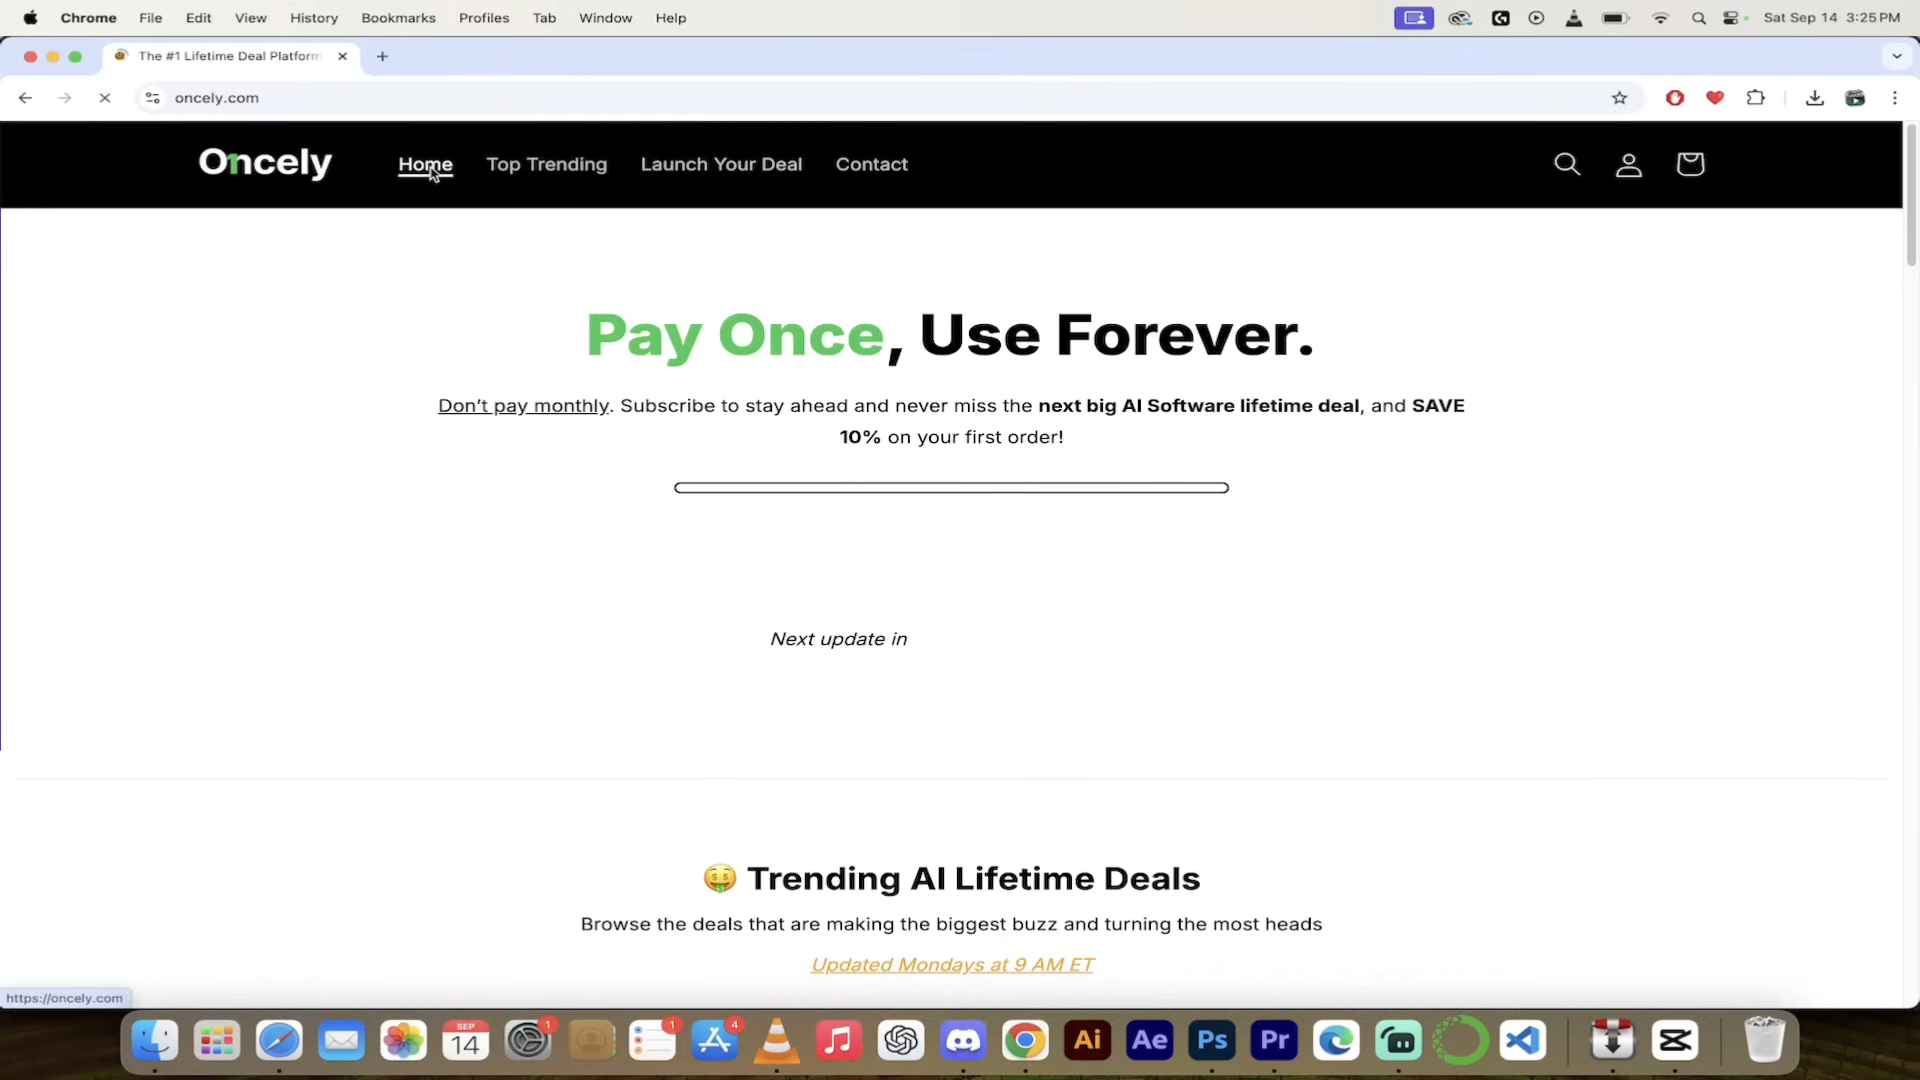 Chrome File Edit View History Bookmarks Profiles Tab Window Help Sat Sep 14 3:25 PM
The #1 Lifetime Deal Platform
oncely.com
Oncely Home Top Trending Launch Your Deal Contact
Pay Once, Use Forever.
Don't pay monthly. Subscribe to stay ahead and never miss the next big AI Software lifetime deal, and SAVE
10% on your first order!
Next update in
🤑 Trending AI Lifetime Deals
Browse the deals that are making the biggest buzz and turning the most heads
Updated Mondays at 9 AM ET
https://oncely.com
SEP 1 1 4
14 Ai Ae Ps Pr